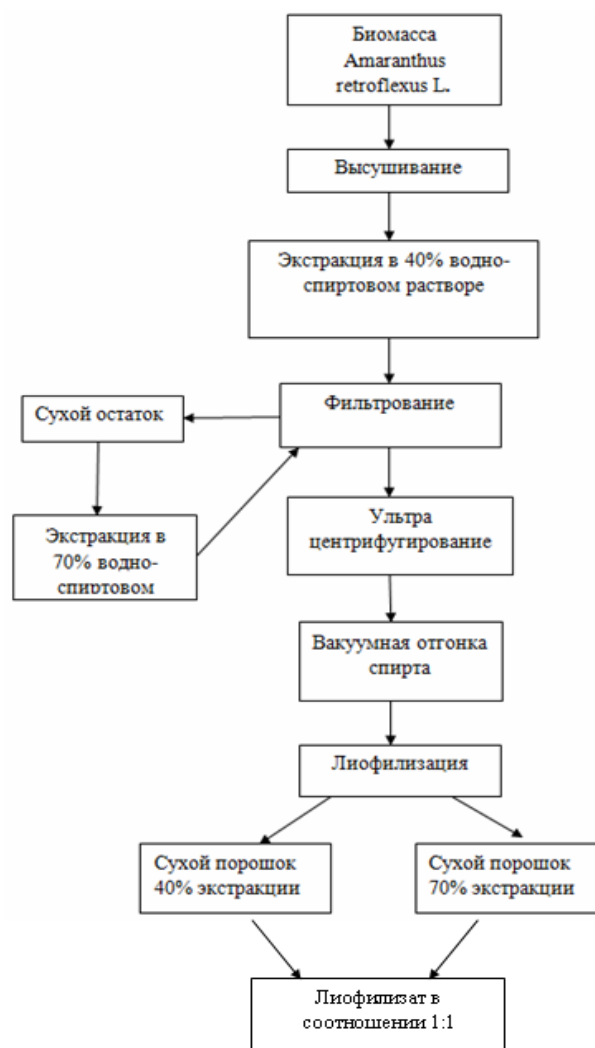 Биомасса
Amaranthus
retroflexus L.
Высушивание
Экстракция в 40% водно-
спиртовом растворе
Фильтрование
Сухой остаток
Экстракция в
70% водно-
спиртовом
Ультра
центрифугирование
Вакуумная отгонка
спирта
Лиофилизация
Сухой порошок
40% экстракции
Сухой порошок
70% экстракции
Лиофилизат в
соотношении 1:1